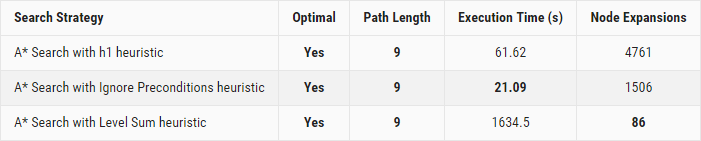 Search Strategy Optimal Path Length Execution Time (s) Node Expansions
A* Search with h1 heuristic Yes 9 61.62 4761
A* Search with Ignore Preconditions heuristic Yes 9 21.09 1506
A* Search with Level Sum heuristic Yes 9 1634.5 86